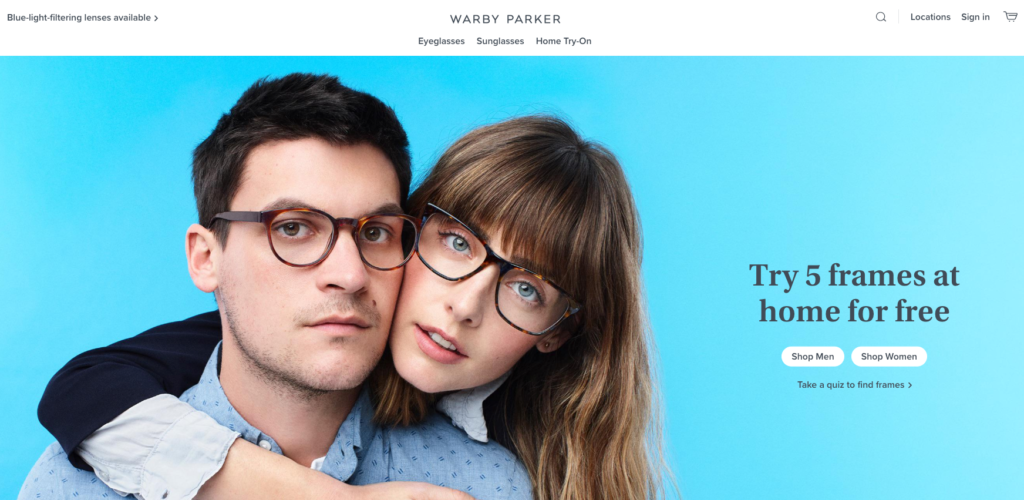 Blue-light-filtering lenses available >
WARBY PARKER
Locations Sign in
Eyeglasses Sunglasses Home Try-On
Try 5 frames at
home for free
Shop Men Shop Women
Take a quiz to find frames >